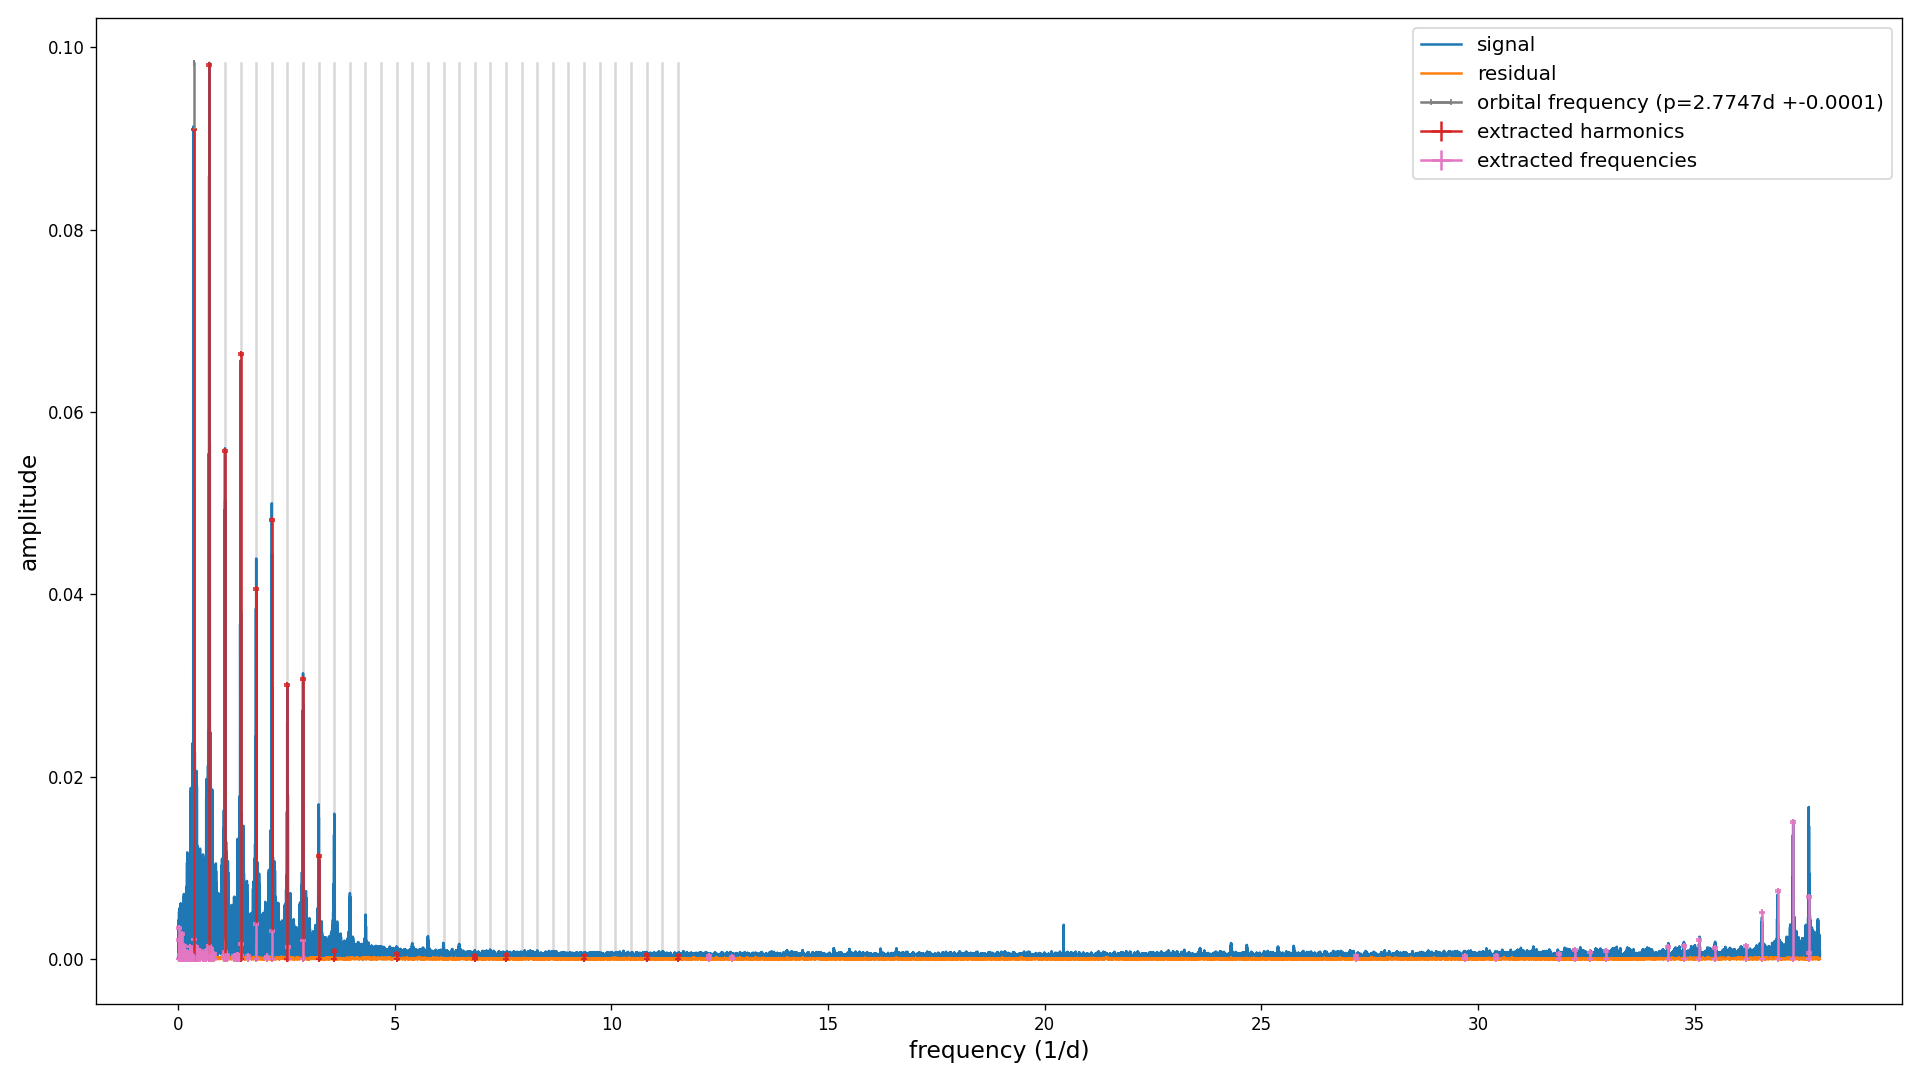 signal
residual
orbital frequency (p=2.7747d +-0.0001)
extracted harmonics
extracted frequencies
amplitude
0.10
0.08
0.06
0.04
0.02
0.00
0 5 10 15 20 25 30 35
frequency (1/d)